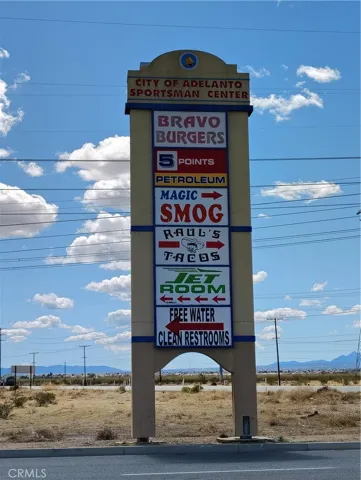 CITY OF ADELANTO
SPORTSMAN CENTER
BRAVO
BURGERS
5 POINTS
PETROLEUM
MAGIC
SMOG
RAUL'S
TACOS
JET
ROOM
FREE WATER
CLEAN RESTROOMS
CRMLS